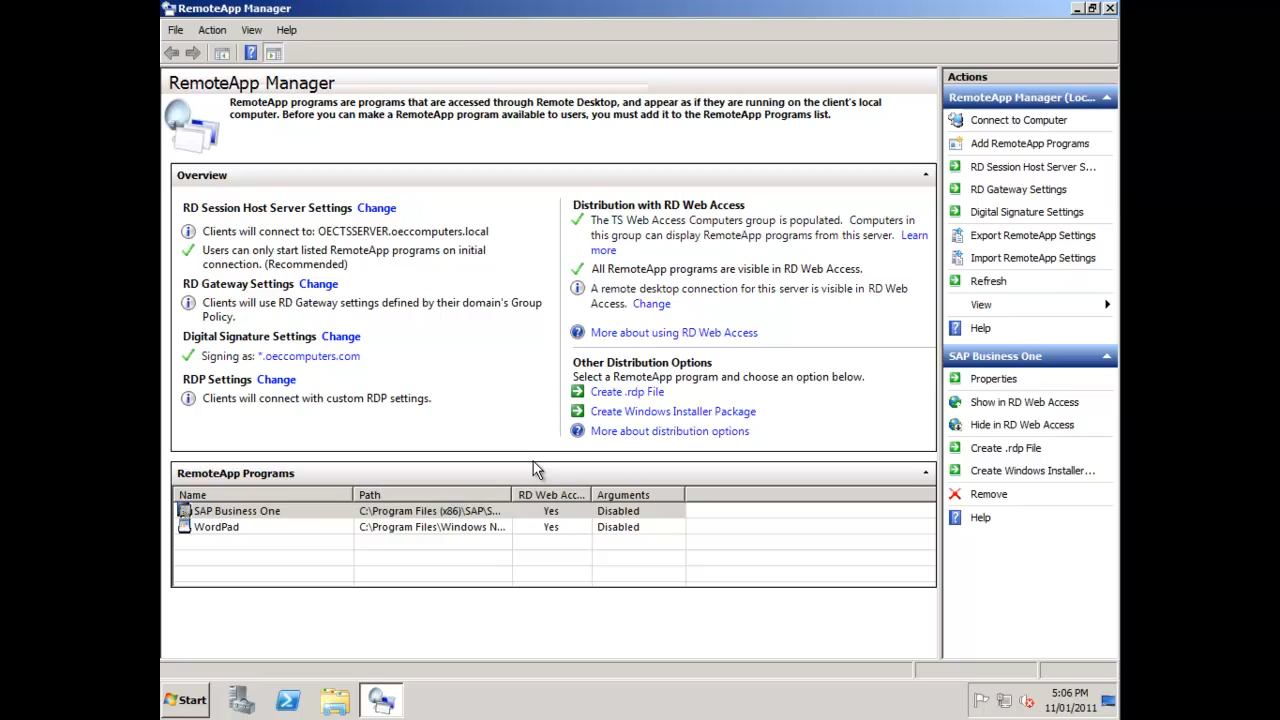 RemoteApp Manager
File Action View Help
RemoteApp Manager
RemoteApp programs are programs that are accessed through Remote Desktop, and appear as if they are running on the client's local
computer. Before you can make a RemoteApp program available to users, you must add it to the RemoteApp Programs list.
Overview
RD Session Host Server Settings Change
Clients will connect to: OECTSSERVER.oeccomputers.local
Users can only start listed RemoteApp programs on initial
connection. (Recommended)
RD Gateway Settings Change
Clients will use RD Gateway settings defined by their domain's Group
Policy.
Digital Signature Settings Change
Signing as: *.oeccomputers.com
RDP Settings Change
Clients will connect with custom RDP settings.
Distribution with RD Web Access
The TS Web Access Computers group is populated. Computers in
this group can display RemoteApp programs from this server. Learn
more
All RemoteApp programs are visible in RD Web Access.
A remote desktop connection for this server is visible in RD Web
Access. Change
More about using RD Web Access
Other Distribution Options
Select a RemoteApp program and choose an option below.
Create .rdp File
Create Windows Installer Package
More about distribution options
RemoteApp Programs
Name Path RD Web Acc... Arguments
SAP Business One C:\Program Files (x86)\SAP\S... Yes Disabled
WordPad C:\Program Files\Windows N... Yes Disabled
Actions
RemoteApp Manager (Loc...
Connect to Computer
Add RemoteApp Programs
RD Session Host Server S...
RD Gateway Settings
Digital Signature Settings
Export RemoteApp Settings
Import RemoteApp Settings
Refresh
View
Help
SAP Business One
Properties
Show in RD Web Access
Hide in RD Web Access
Create .rdp File
Create Windows Installer...
Remove
Help
Start
5:06 PM
11/01/2011